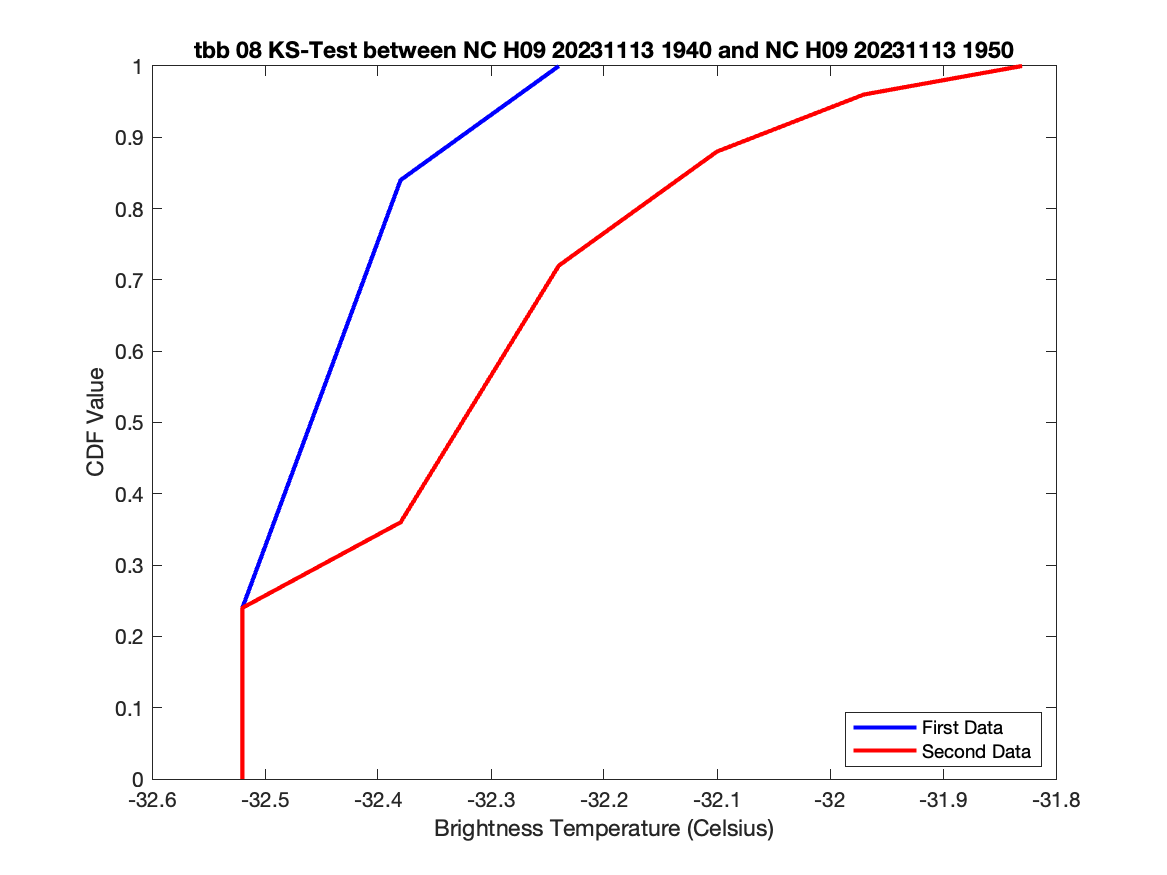 tbb 08 KS-Test between NC H09 20231113 1940 and NC H09 20231113 1950
1
0.9
0.8
0.7
0.6
0.5
0.4
0.3
0.2
0.1
0
CDF Value
First Data
Second Data
-32.6 -32.5 -32.4 -32.3 -32.2 -32.1 -32 -31.9 -31.8
Brightness Temperature (Celsius)